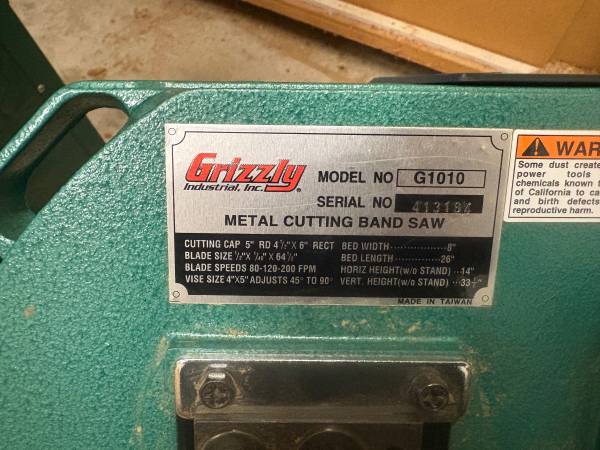 Grizzly®
Industrial, Inc.
MODEL NO G1010
SERIAL NO
METAL CUTTING BAND SAW
CUTTING CAP 5" RD 4½"X 6" RECT
BLADE SIZE ½"X X 64½"
BLADE SPEEDS 80-120-200 FPM
VISE SIZE 4"X5"ADJUSTS 45° TO 90°
BED WIDTH..................8"
BED LENGTH................26"
HORIZ HEIGHT(w/o STAND)...14"
VERT. HEIGHT(w/o STAND)...33½"
MADE IN TAIWAN
WAR
Some dust create
power tools
chemicals known t
of California to ca
and birth defects
reproductive harm.